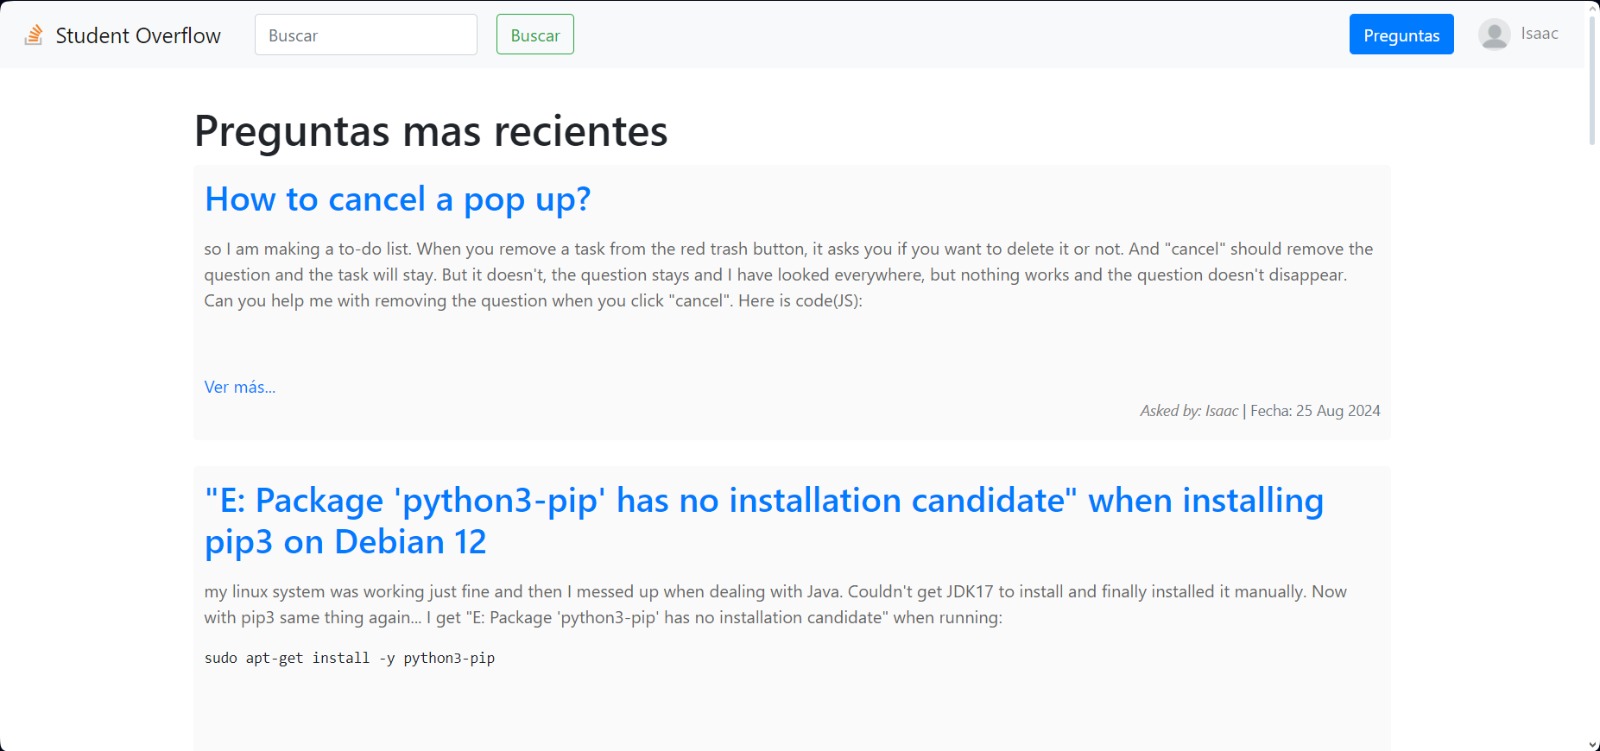 Student Overflow
Buscar
Buscar
Preguntas
Isaac
Preguntas mas recientes
How to cancel a pop up?
so I am making a to-do list. When you remove a task from the red trash button, it asks you if you want to delete it or not. And "cancel" should remove the
question and the task will stay. But it doesn't, the question stays and I have looked everywhere, but nothing works and the question doesn't disappear.
Can you help me with removing the question when you click "cancel". Here is code(JS):
Ver más...
Asked by: Isaac | Fecha: 25 Aug 2024
"E: Package 'python3-pip' has no installation candidate" when installing
pip3 on Debian 12
my linux system was working just fine and then I messed up when dealing with Java. Couldn't get JDK17 to install and finally installed it manually. Now
with pip3 same thing again... I get "E: Package 'python3-pip' has no installation candidate" when running:
sudo apt-get install -y python3-pip